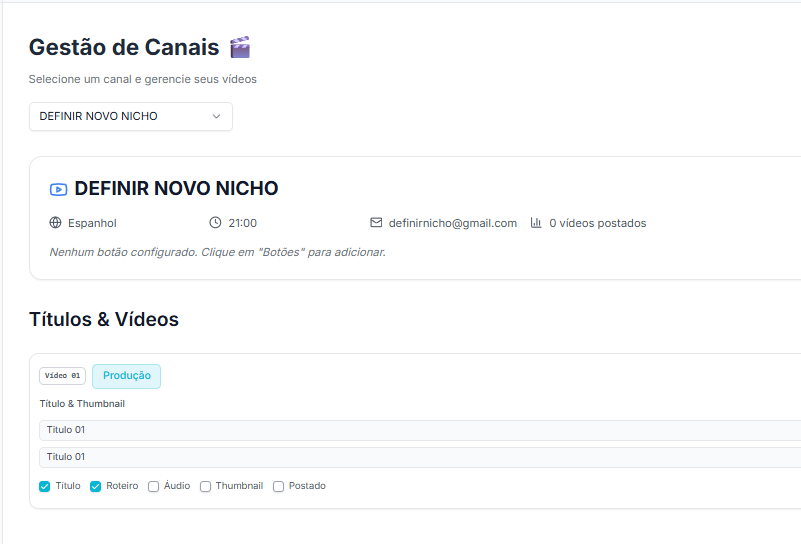 Gestão de Canais
Selecione um canal e gerencie seus vídeos
DEFINIR NOVO NICHO
DEFINIR NOVO NICHO
Espanhol 21:00 definirnicho@gmail.com 0 vídeos postados
Nenhum botão configurado. Clique em "Botões" para adicionar.
Títulos & Vídeos
Vídeo 01 Produção
Título & Thumbnail
Titulo 01
Titulo 01
Título Roteiro Áudio Thumbnail Postado